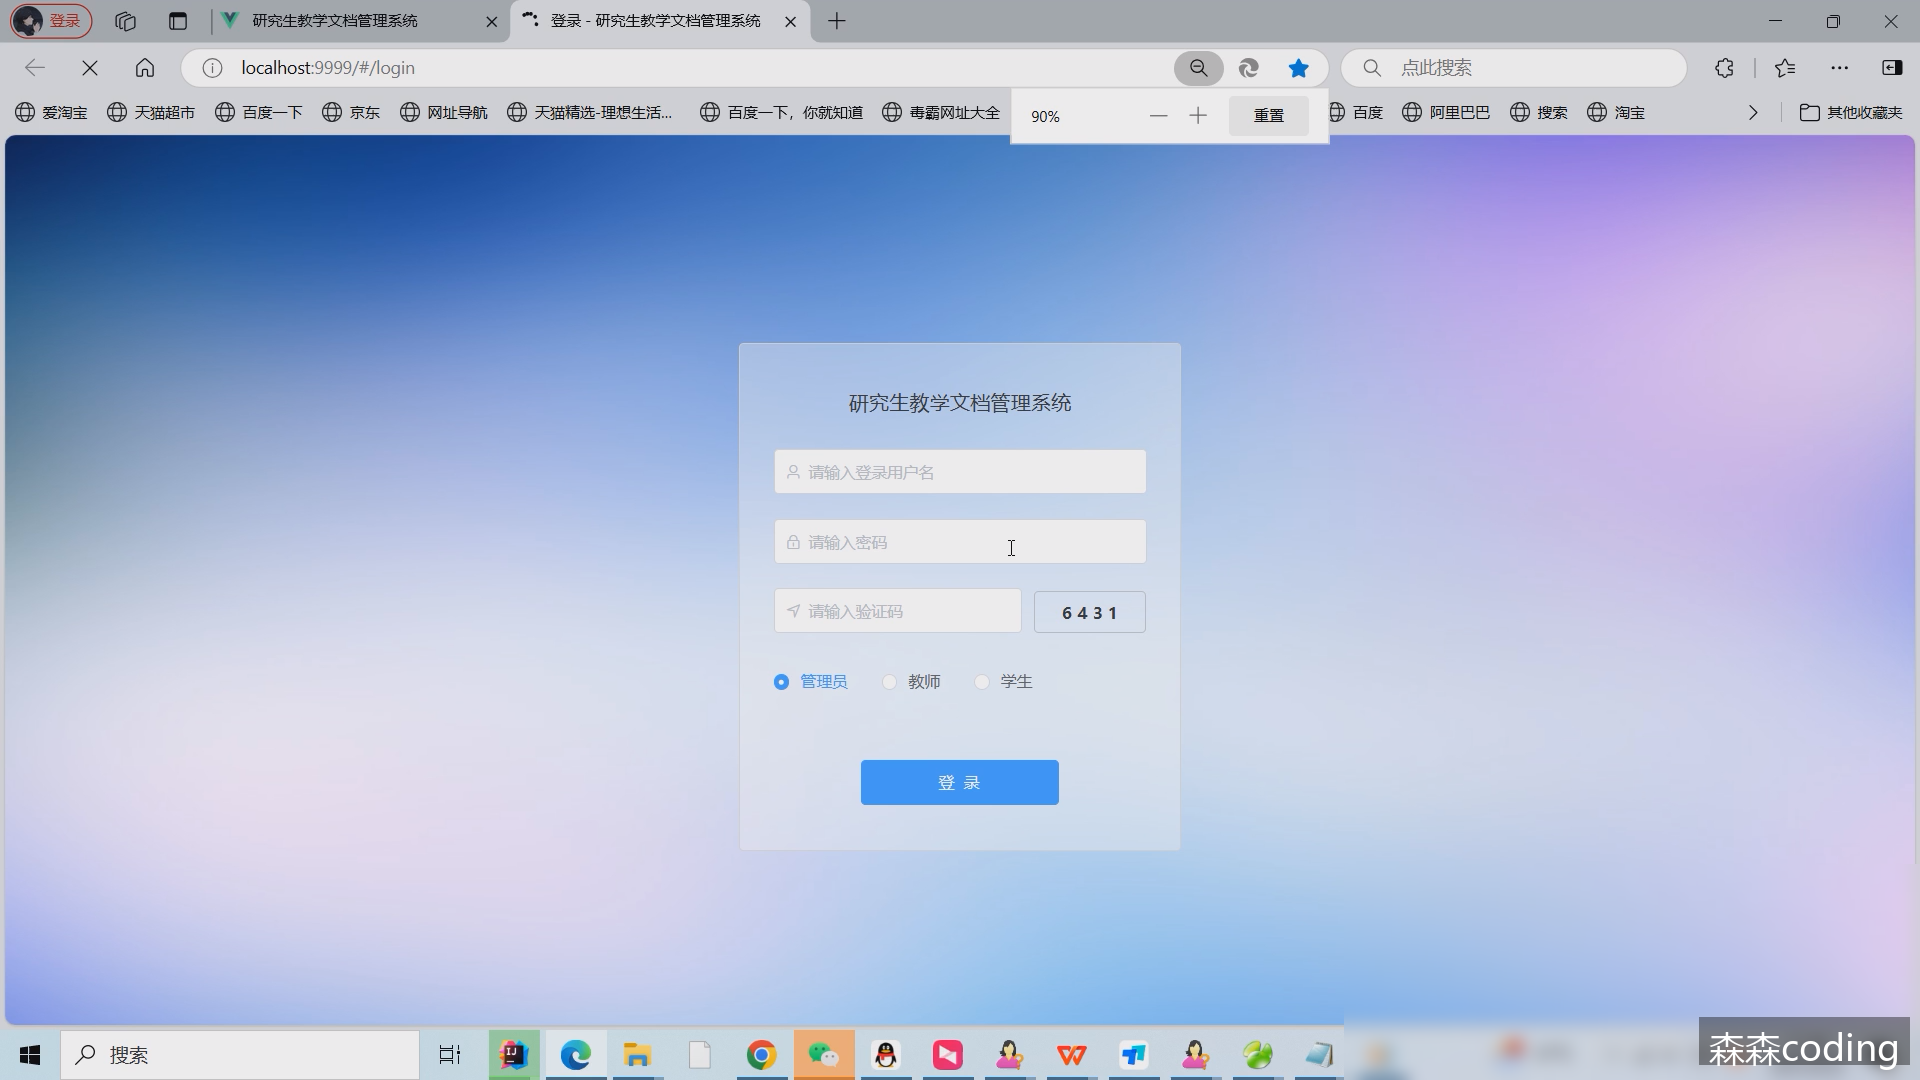 登录
研究生教学文档管理系统
登录 - 研究生教学文档管理系统
localhost:9999/#/login
点此搜索
爱淘宝
天猫超市
百度一下
京东
网址导航
天猫精选-理想生活...
百度一下，你就知道
毒霸网址大全
百度
阿里巴巴
搜索
淘宝
其他收藏夹
90%
重置
研究生教学文档管理系统
请输入登录用户名
请输入密码
请输入验证码
6431
管理员
教师
学生
登 录
搜索
森森coding